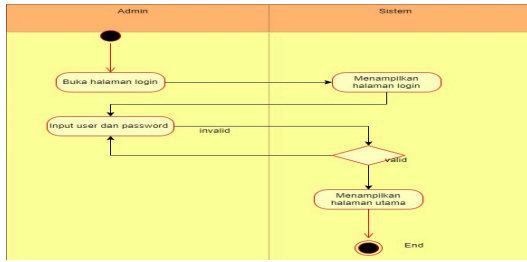 Admin
Sistem
Buka halaman login
Menampilkan
halaman login
Input user dan password
invalid
valid
Menampilkan
halaman utama
End